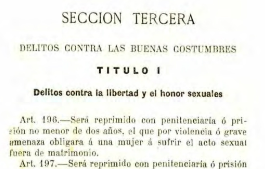 SECCION TERCERA
DELITOS CONTRA LAS BUENAS COSTUMBRES
TITULO I
Delitos contra la libertad y el honor sexuales
Art. 196.—Será reprimido con penitenciaría ó pri-
sión no menor de dos años, el que por violencia ó grave
amenaza obligara á una mujer á sufrir el acto sexual
fuera de matrimonio.
Art. 197.—Será reprimido con penitenciaría ó prisión